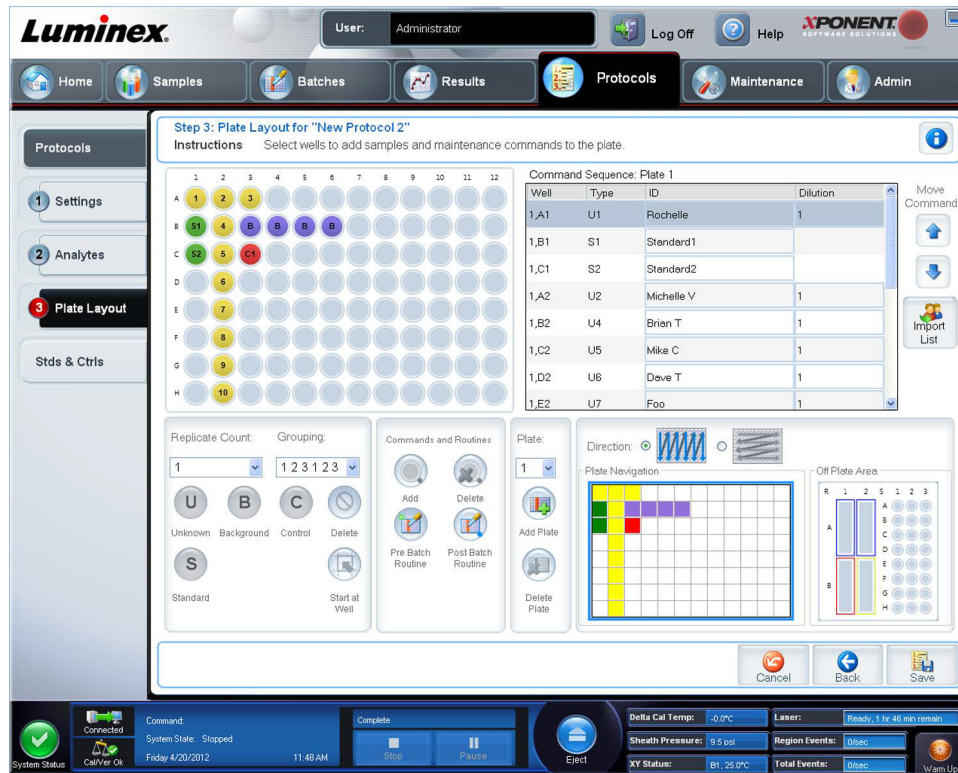 Luminex.
User: Administrator
Log Off
Help
XPONENT.
SOFTWARE SOLUTIONS
Home
Samples
Batches
Results
Protocols
Maintenance
Admin
Protocols
1 Settings
2 Analytes
3 Plate Layout
Stds & Ctrls
Step 3: Plate Layout for "New Protocol 2"
Instructions Select wells to add samples and maintenance commands to the plate.
1 2 3 4 5 6 7 8 9 10 11 12
A 1 2 3
B S1 4 B B B B
C S2 5 C1
D 6
E 7
F 8
G 9
H 10
Command Sequence: Plate 1
Well Type ID Dilution
1,A1 U1 Rochelle 1
1,B1 S1 Standard1
1,C1 S2 Standard2
1,A2 U2 Michelle V 1
1,B2 U4 Brian T 1
1,C2 U5 Mike C 1
1,D2 U6 Dave T 1
1,E2 U7 Foo 1
Move
Command
Import
List
Replicate Count: Grouping:
1 1 2 3 1 2 3
U B C
Unknown Background Control Delete
S
Standard
Start at
Well
Commands and Routines
Add Delete
Pre Batch
Routine
Post Batch
Routine
Plate:
1
Add Plate
Delete
Plate
Direction:
Plate Navigation
Off Plate Area
R 1 2 S 1 2 3
A
B
A
B
C
D
E
F
G
H
Cancel
Back
Save
System Status
Connected
Cal/Ver Ok
Command:
System State: Stopped
Friday 4/20/2012 11:48 AM
Complete
Stop
Pause
Eject
Delta Cal Temp: -0.0°C
Sheath Pressure: 9.5 psi
XY Status: B1, 25.0°C
Laser: Ready, 1 hr 46 min remain
Region Events: 0/sec
Total Events: 0/sec
Warm Up